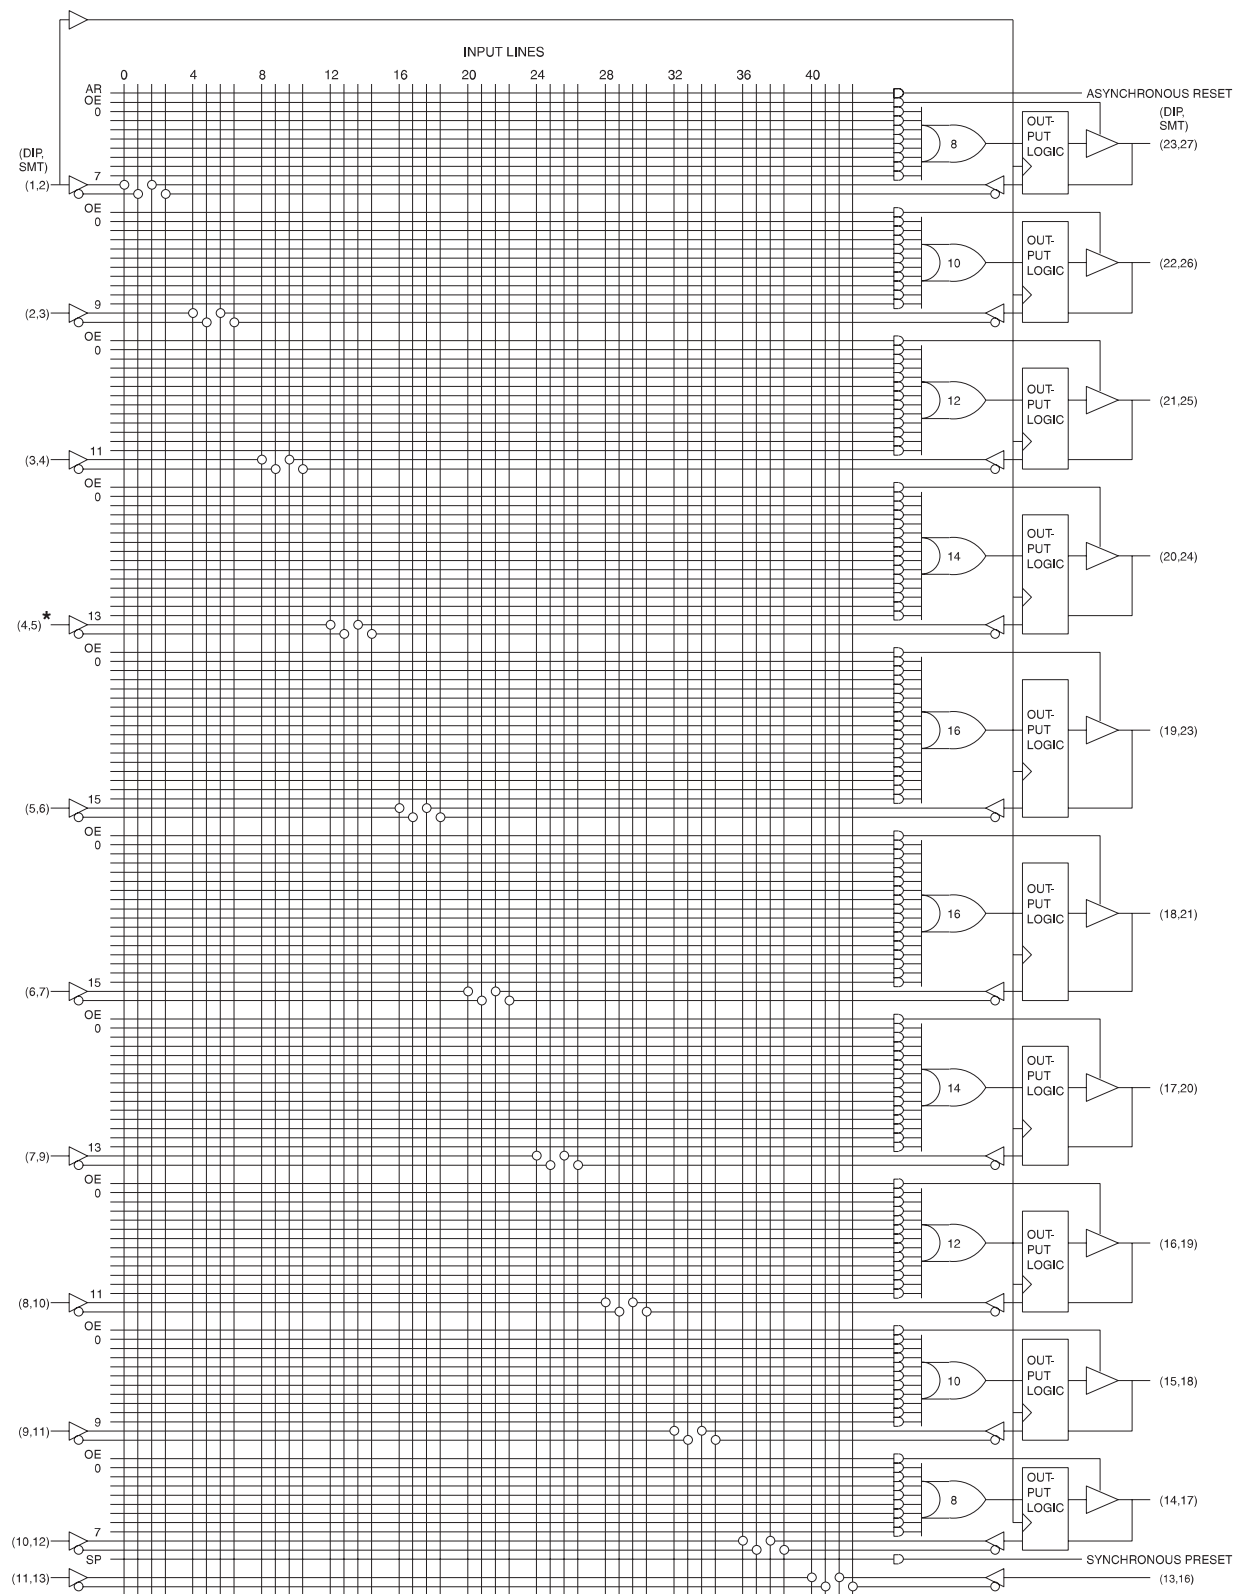 INPUT LINES
0 4 8 12 16 20 24 28 32 36 40
AR
ASYNCHRONOUS RESET
OE
0
(DIP,
SMT)
8
OUT-
PUT
LOGIC
(23,27)
(DIP,
SMT)
7
(1,2)
OE
0
10
OUT-
PUT
LOGIC
(22,26)
9
(2,3)
OE
0
12
OUT-
PUT
LOGIC
(21,25)
11
(3,4)
OE
0
14
OUT-
PUT
LOGIC
(20,24)
13
(4,5)*
OE
0
16
OUT-
PUT
LOGIC
(19,23)
15
(5,6)
OE
0
16
OUT-
PUT
LOGIC
(18,21)
15
(6,7)
OE
0
14
OUT-
PUT
LOGIC
(17,20)
13
(7,9)
OE
0
12
OUT-
PUT
LOGIC
(16,19)
11
(8,10)
OE
0
10
OUT-
PUT
LOGIC
(15,18)
9
(9,11)
OE
0
8
OUT-
PUT
LOGIC
(14,17)
7
(10,12)
SP
SYNCHRONOUS PRESET
(11,13)
(13,16)